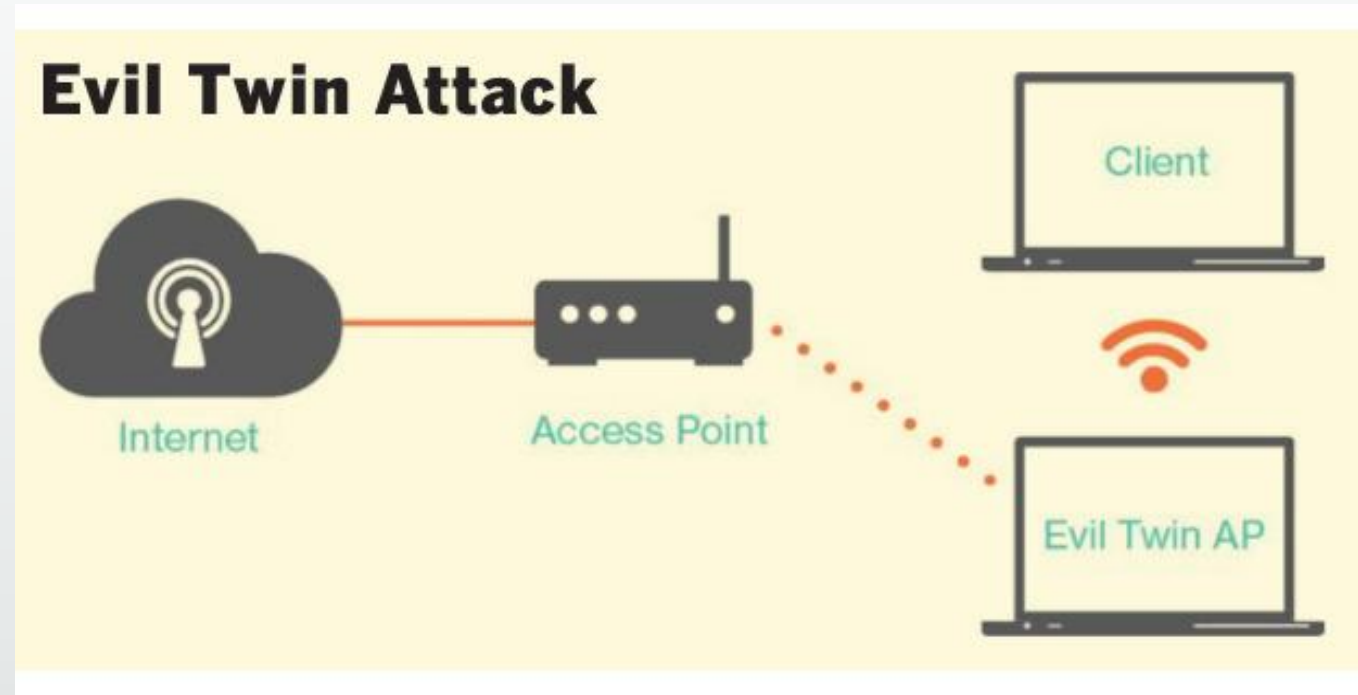 Evil Twin Attack
Client
Internet
Access Point
Evil Twin AP